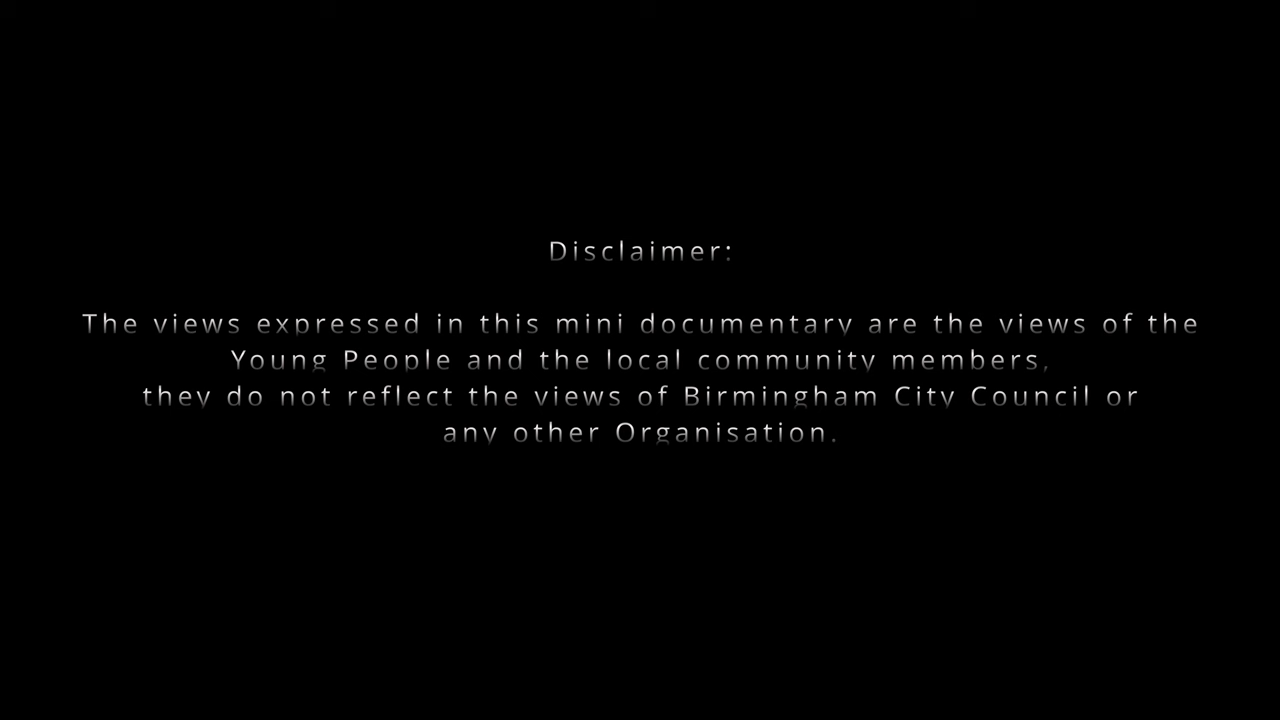 Disclaimer:
The views expressed in this mini documentary are the views of the
Young People and the local community members,
they do not reflect the views of Birmingham City Council or
any other Organisation.